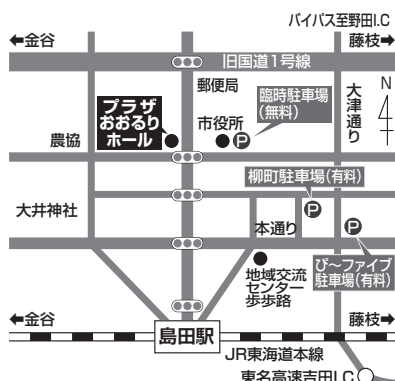 バイパス至野田I.C
←金谷
藤枝→
旧国道1号線
郵便局
臨時駐車場
(無料)
大津通り
N
プラザ
おおるり
ホール
市役所
P
農協
柳町駐車場(有料)
P
大井神社
本通り
P
地域交流
センター
歩歩路
ぴ〜ファイブ
駐車場(有料)
←金谷
藤枝→
島田駅
JR東海道本線
東名高速吉田I.C